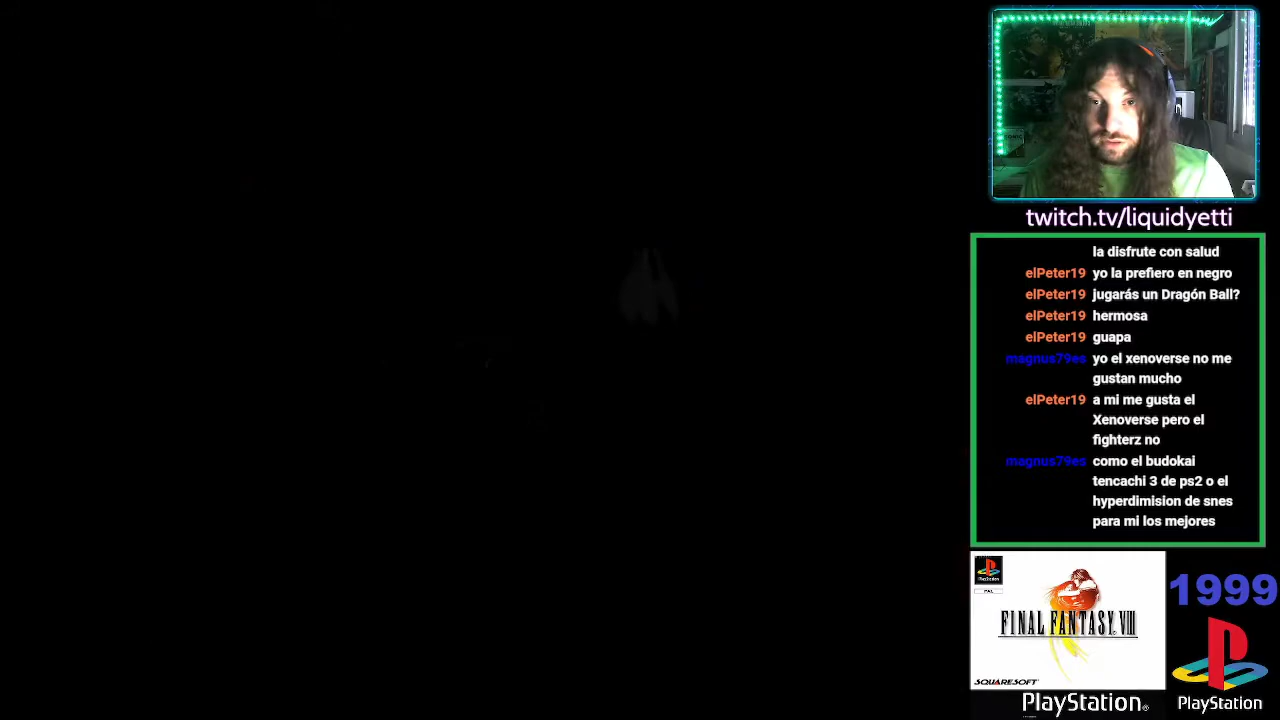 twitch.tv/liquidyetti
la disfrute con salud
elPeter19 yo la prefiero en negro
elPeter19 jugarás un Dragón Ball?
elPeter19 hermosa
elPeter19 guapa
magnus79es yo el xenoverse no me
gustan mucho
elPeter19 a mi me gusta el
Xenoverse pero el
fighterz no
magnus79es como el budokai
tencachi 3 de ps2 o el
hyperdimision de snes
para mi los mejores
PlayStation
PAL
FINAL FANTASY VIII
SQUARESOFT
PlayStation
1999
PlayStation